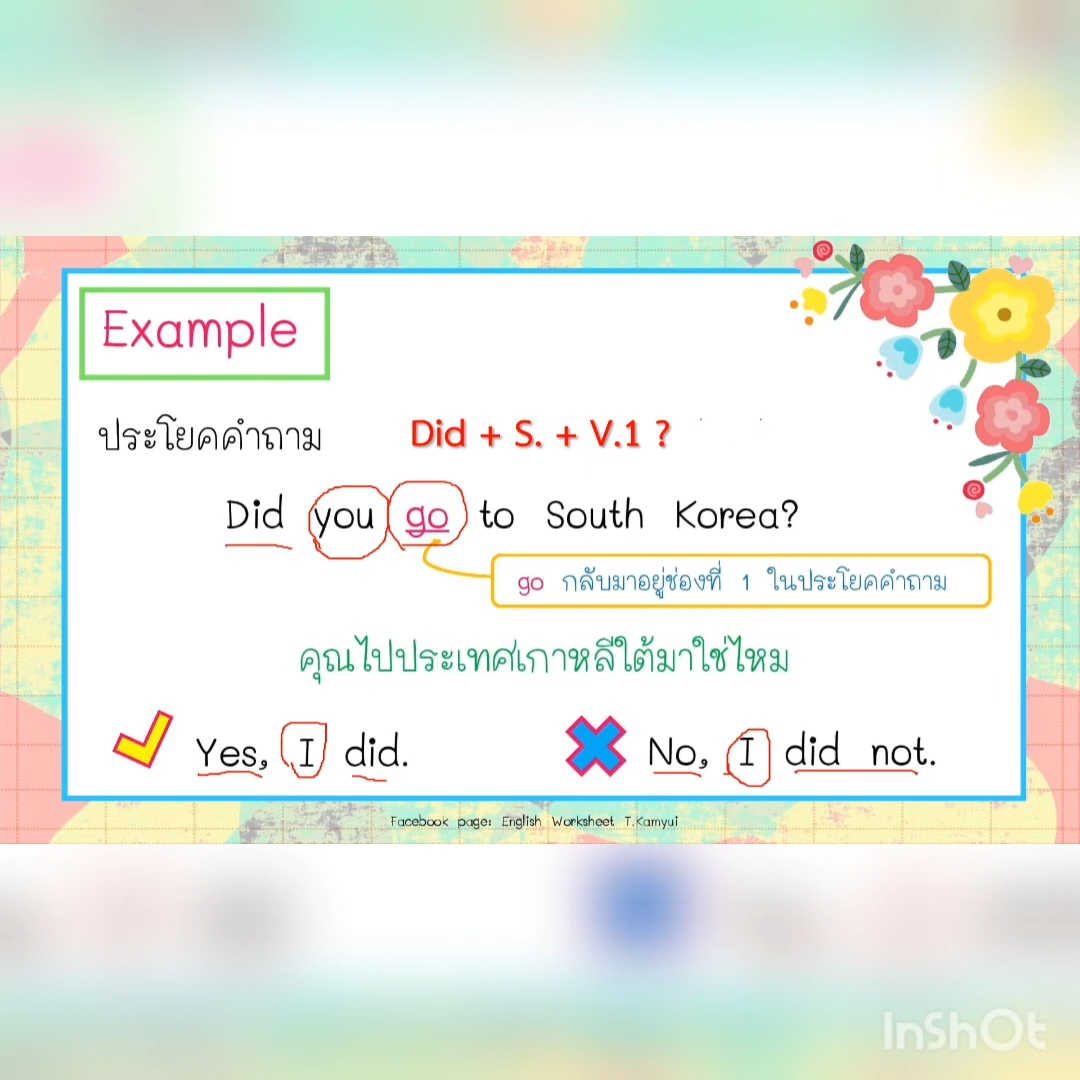 Example
ประโยคคำถาม Did + S. + V.1 ?
Did you go to South Korea?
go กลับมาอยู่ช่องที่ 1 ในประโยคคำถาม
คุณไปประเทศเกาหลีใต้มาใช่ไหม
Yes, I did. No, I did not.
Facebook page: English Worksheet T.Kamyui
InShOt